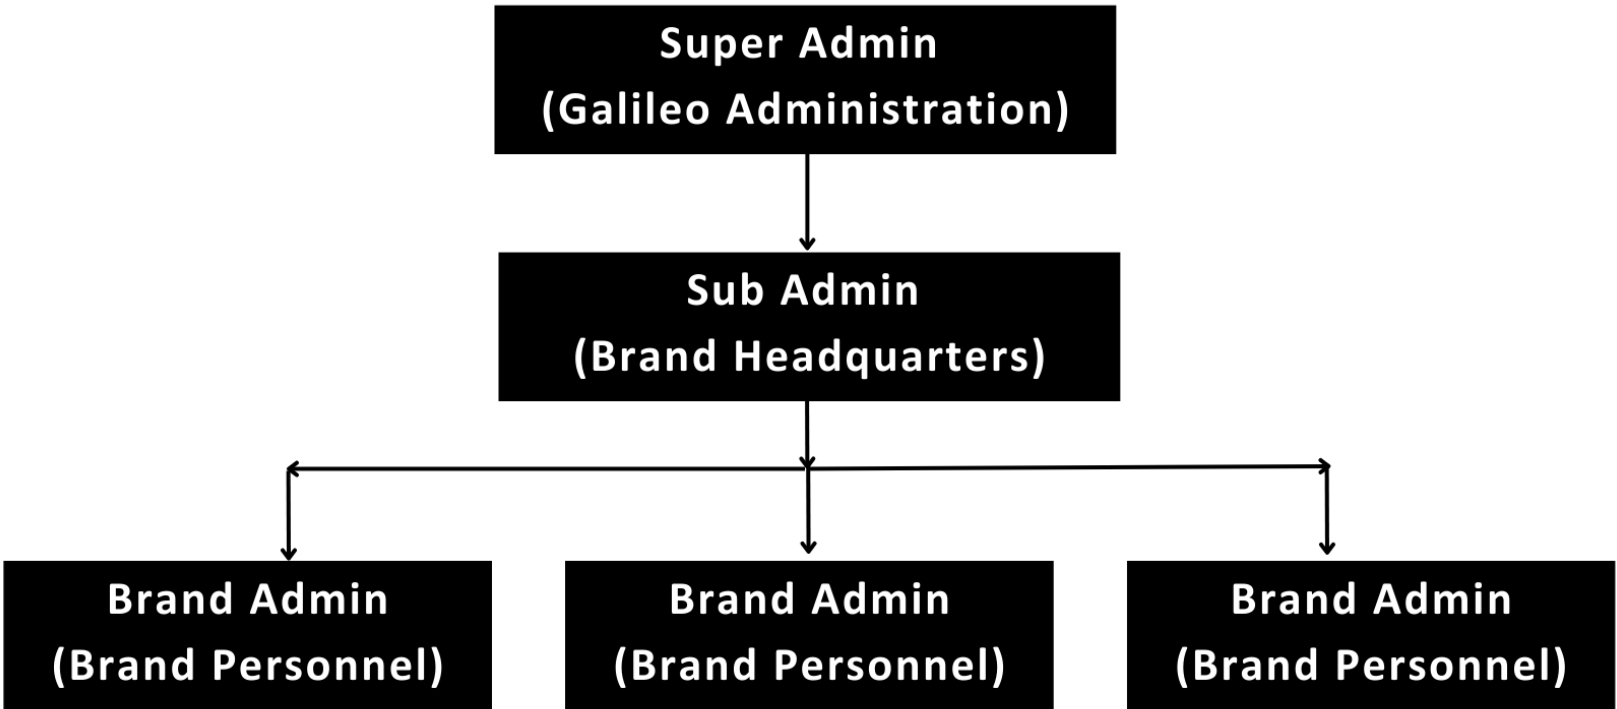 Super Admin
(Galileo Administration)
Sub Admin
(Brand Headquarters)
Brand Admin
(Brand Personnel)
Brand Admin
(Brand Personnel)
Brand Admin
(Brand Personnel)